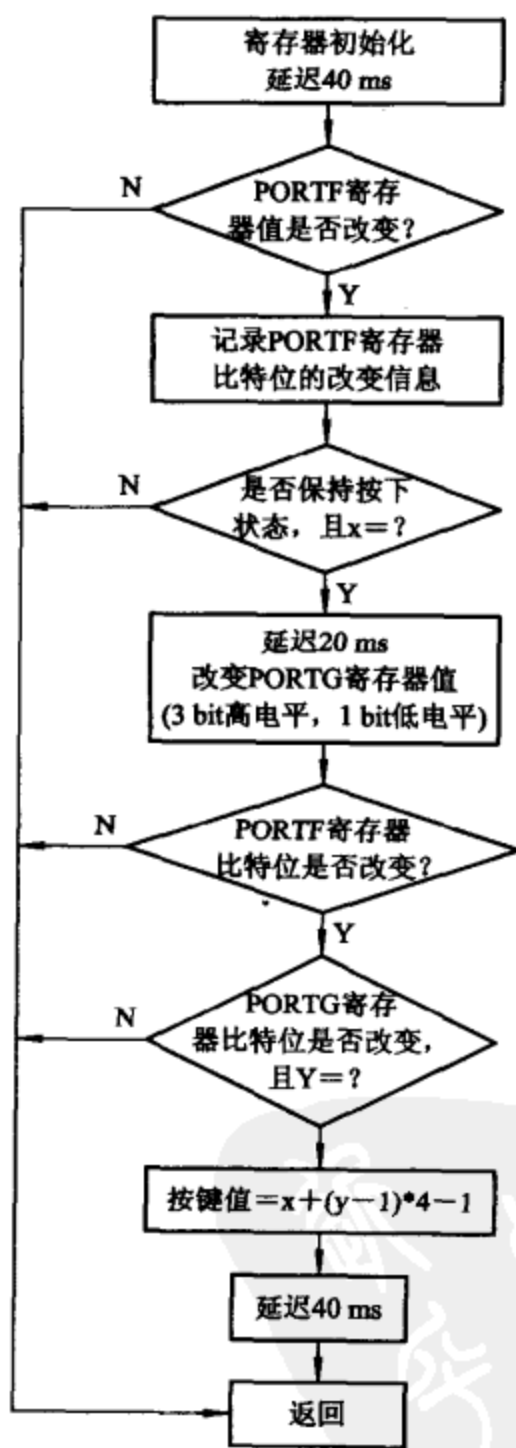 寄存器初始化
延迟40 ms
N
PORTF寄存
器值是否改变？
Y
记录PORTF寄存器
比特位的改变信息
N
是否保持按下
状态，且x＝？
Y
延迟20 ms
改变PORTG寄存器值
(3 bit高电平，1 bit低电平)
N
PORTF寄存器
比特位是否改变？
Y
N
PORTG寄存
器比特位是否改变，
且Y＝？
按键值＝x＋(y－1)*4－1
延迟40 ms
返回